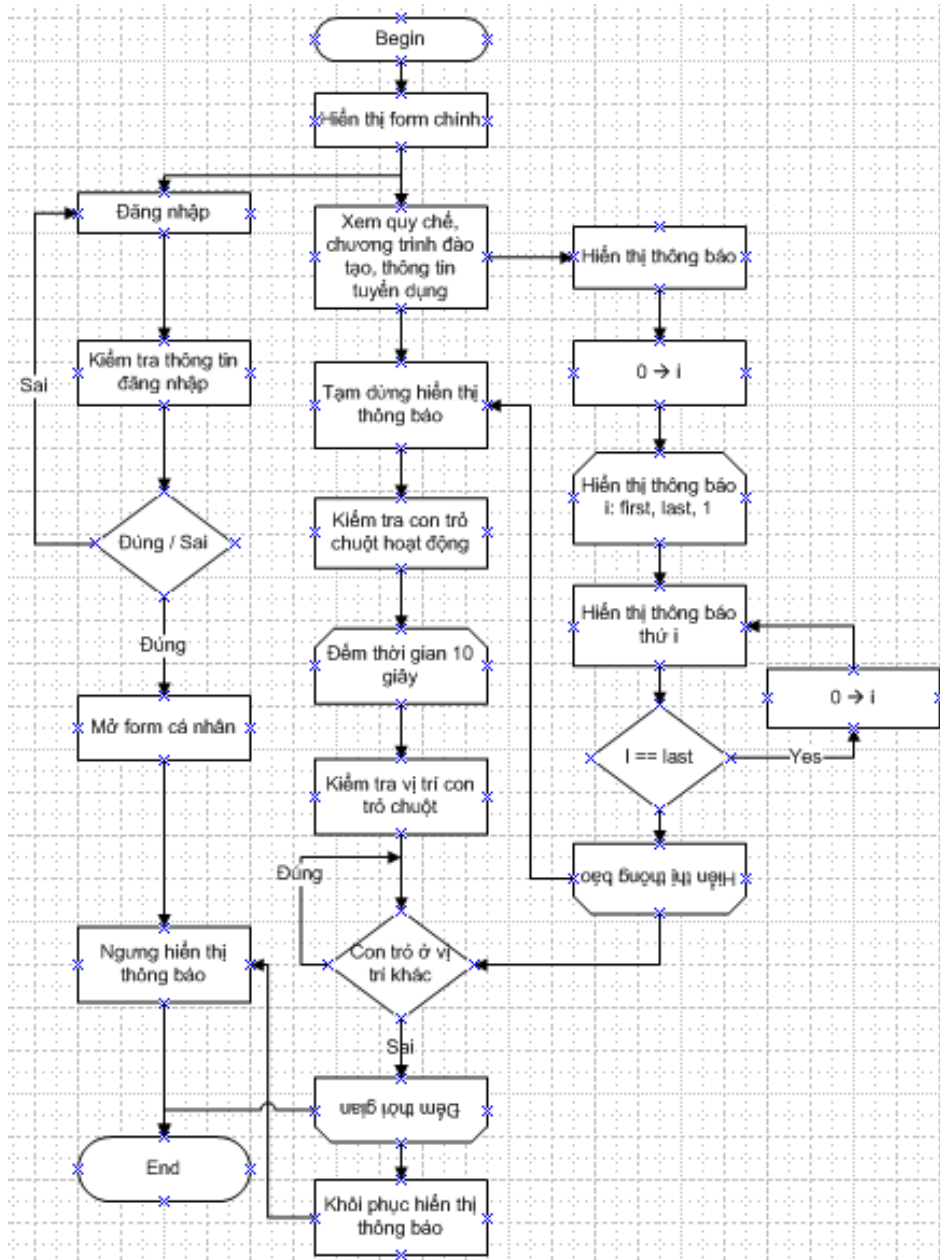 Begin
Hiển thị form chính
Đăng nhập
Xem quy chế,
chương trình đào
tạo, thông tin
tuyển dụng
Hiển thị thông báo
Kiểm tra thông tin
đăng nhập
Sai
Tạm dừng hiển thị
thông báo
0 → i
Hiển thị thông báo
i: first, last, 1
Kiểm tra con trỏ
chuột hoạt động
Đúng / Sai
Hiển thị thông báo
thứ i
Đúng
Đếm thời gian 10
giây
0 → i
Mở form cá nhân
I == last
Yes
Kiểm tra vị trí con
trỏ chuột
Đúng
Hiển thị thông báo
Ngưng hiển thị
thông báo
Con trỏ ở vị
trí khác
Sai
Đếm thời gian
End
Khôi phục hiển thị
thông báo